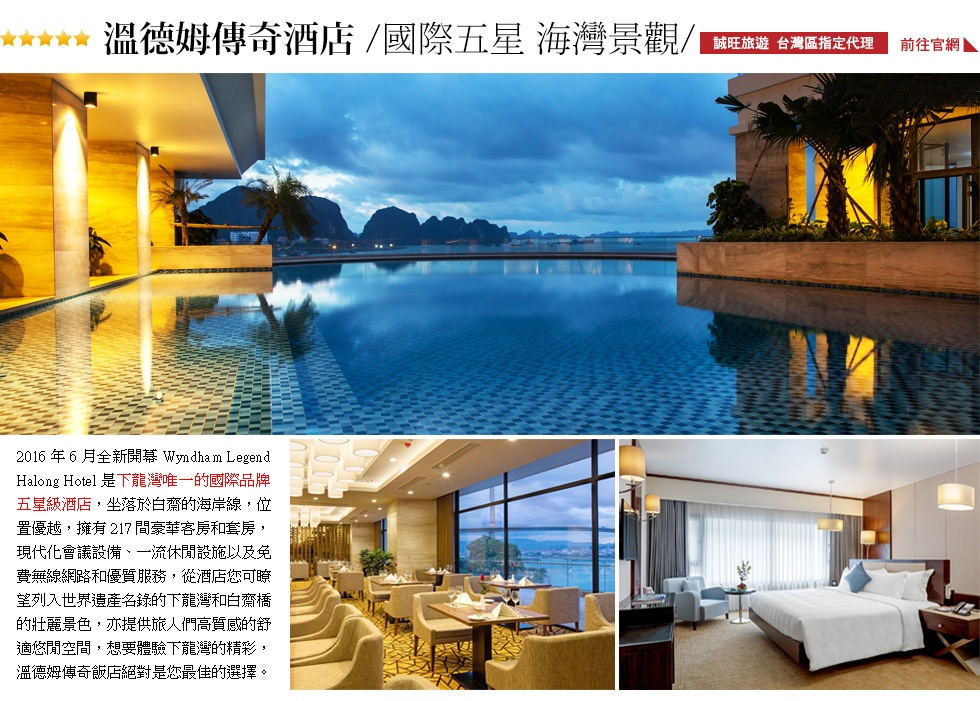 溫德姆傳奇酒店 /國際五星 海灣景觀/ 誠旺旅遊 台灣區指定代理 前往官網
2016 年 6 月全新開幕 Wyndham Legend
Halong Hotel 是下龍灣唯一的國際品牌
五星級酒店，坐落於白齋的海岸線，位
置優越，擁有 217 間豪華客房和套房，
現代化會議設備、一流休閒設施以及免
費無線網路和優質服務，從酒店您可瞭
望列入世界遺產名錄的下龍灣和白齋橋
的壯麗景色，亦提供旅人們高質感的舒
適悠閒空間，想要體驗下龍灣的精彩，
溫德姆傳奇飯店絕對是您最佳的選擇。